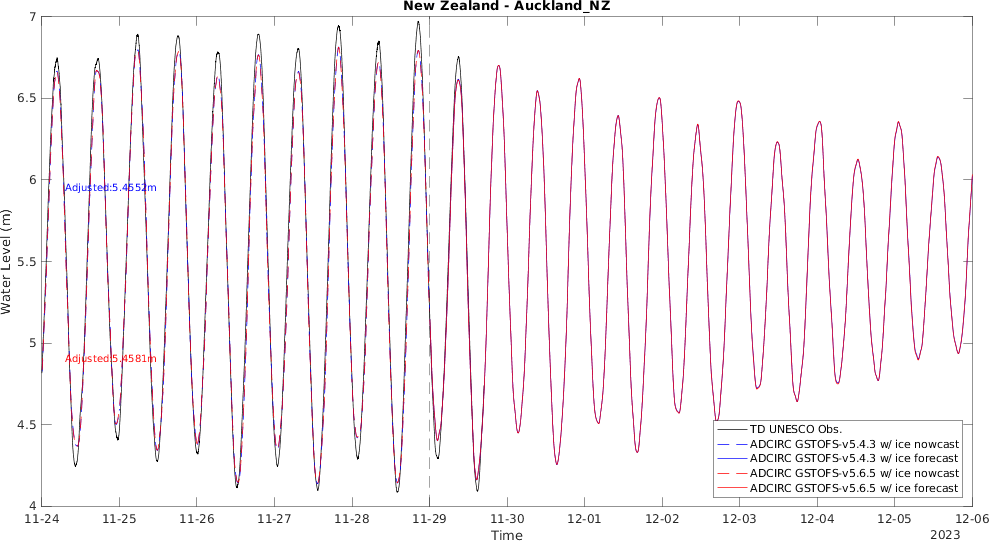 New Zealand - Auckland_NZ
7
6.5
6
5.5
5
4.5
4
Water Level (m)
Adjusted:5.4552m
Adjusted:5.4581m
TD UNESCO Obs.
ADCIRC GSTOFS-v5.4.3 w/ ice nowcast
ADCIRC GSTOFS-v5.4.3 w/ ice forecast
ADCIRC GSTOFS-v5.6.5 w/ ice nowcast
ADCIRC GSTOFS-v5.6.5 w/ ice forecast
11-24 11-25 11-26 11-27 11-28 11-29 11-30 12-01 12-02 12-03 12-04 12-05 12-06
Time
2023